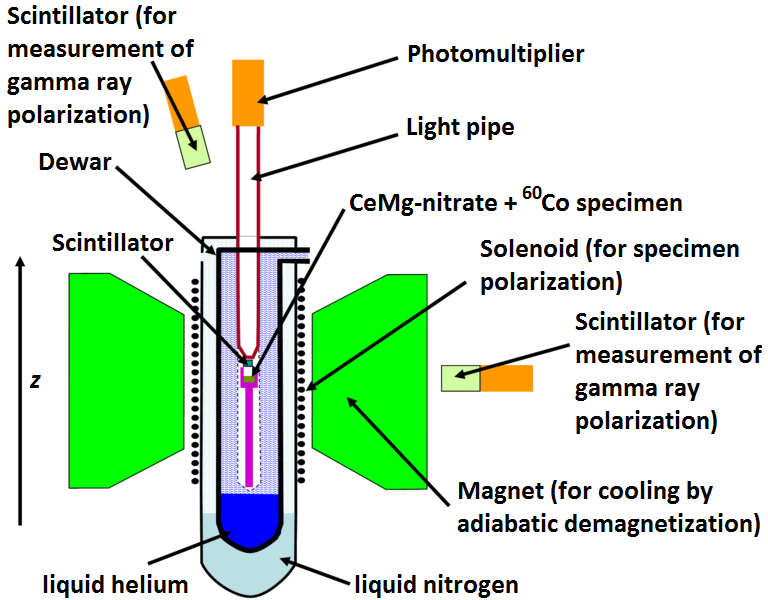 Scintillator (for
measurement of
gamma ray
polarization)
Photomultiplier
Light pipe
Dewar
CeMg-nitrate + ⁶⁰Co specimen
Scintillator
Solenoid (for specimen
polarization)
Scintillator (for
measurement of
gamma ray
polarization)
z
Magnet (for cooling by
adiabatic demagnetization)
liquid helium
liquid nitrogen